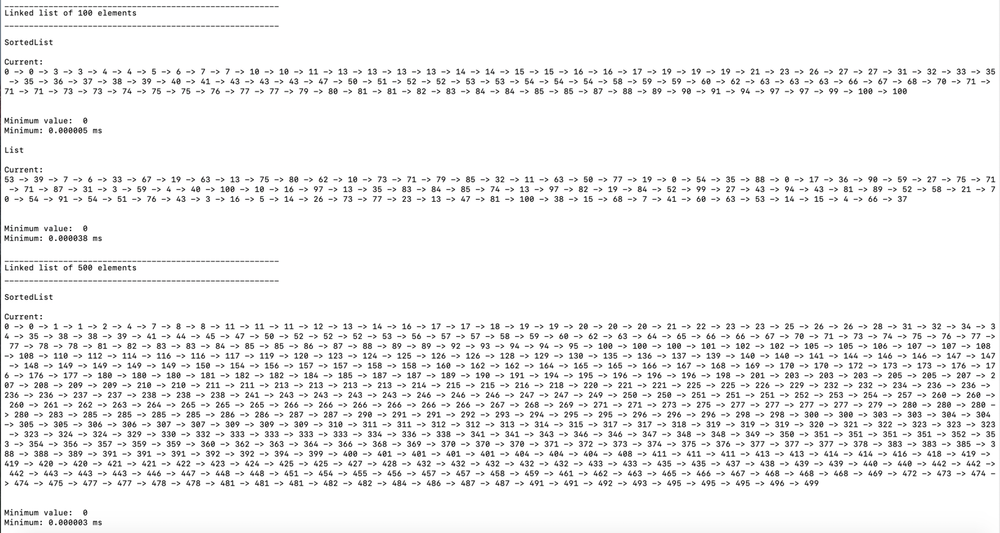 ________________________________________________________
Linked list of 100 elements
________________________________________________________
SortedList
Current:
0 -> 0 -> 3 -> 3 -> 4 -> 4 -> 5 -> 6 -> 7 -> 7 -> 10 -> 10 -> 11 -> 13 -> 13 -> 13 -> 13 -> 14 -> 14 -> 15 -> 15 -> 16 -> 16 -> 17 -> 19 -> 19 -> 19 -> 21 -> 23 -> 26 -> 27 -> 27 -> 31 -> 32 -> 33 -> 35
-> 35 -> 36 -> 37 -> 38 -> 39 -> 40 -> 41 -> 43 -> 43 -> 43 -> 47 -> 50 -> 51 -> 52 -> 52 -> 53 -> 53 -> 54 -> 54 -> 54 -> 58 -> 59 -> 59 -> 60 -> 62 -> 63 -> 63 -> 63 -> 66 -> 67 -> 68 -> 70 -> 71 ->
71 -> 71 -> 73 -> 73 -> 74 -> 75 -> 75 -> 76 -> 77 -> 77 -> 79 -> 80 -> 81 -> 81 -> 82 -> 83 -> 84 -> 84 -> 85 -> 85 -> 87 -> 88 -> 89 -> 90 -> 91 -> 94 -> 97 -> 97 -> 99 -> 100 -> 100
Minimum value:  0
Minimum: 0.000005 ms
List
Current:
53 -> 39 -> 7 -> 6 -> 33 -> 67 -> 19 -> 63 -> 13 -> 75 -> 80 -> 62 -> 10 -> 73 -> 71 -> 79 -> 85 -> 32 -> 11 -> 63 -> 50 -> 77 -> 19 -> 0 -> 54 -> 35 -> 88 -> 0 -> 17 -> 36 -> 90 -> 59 -> 27 -> 75 -> 71
-> 71 -> 87 -> 31 -> 3 -> 59 -> 4 -> 40 -> 100 -> 10 -> 16 -> 97 -> 13 -> 35 -> 83 -> 84 -> 85 -> 74 -> 13 -> 97 -> 82 -> 19 -> 84 -> 52 -> 99 -> 27 -> 43 -> 94 -> 43 -> 81 -> 89 -> 52 -> 58 -> 21 -> 7
0 -> 54 -> 91 -> 54 -> 51 -> 76 -> 43 -> 3 -> 16 -> 5 -> 14 -> 26 -> 73 -> 77 -> 23 -> 13 -> 47 -> 81 -> 100 -> 38 -> 15 -> 68 -> 7 -> 41 -> 60 -> 63 -> 53 -> 14 -> 15 -> 4 -> 66 -> 37
Minimum value:  0
Minimum: 0.000038 ms
________________________________________________________
Linked list of 500 elements
________________________________________________________
SortedList
Current:
0 -> 0 -> 1 -> 1 -> 2 -> 4 -> 7 -> 8 -> 8 -> 11 -> 11 -> 11 -> 12 -> 13 -> 14 -> 16 -> 17 -> 17 -> 18 -> 19 -> 19 -> 20 -> 20 -> 20 -> 21 -> 22 -> 23 -> 23 -> 25 -> 26 -> 26 -> 28 -> 31 -> 32 -> 34 -> 3
4 -> 35 -> 38 -> 38 -> 39 -> 41 -> 44 -> 45 -> 47 -> 50 -> 52 -> 52 -> 52 -> 53 -> 56 -> 57 -> 57 -> 58 -> 59 -> 60 -> 62 -> 63 -> 64 -> 65 -> 66 -> 66 -> 67 -> 70 -> 71 -> 73 -> 74 -> 75 -> 76 -> 77 ->
77 -> 78 -> 78 -> 81 -> 82 -> 83 -> 83 -> 84 -> 85 -> 85 -> 86 -> 87 -> 88 -> 89 -> 89 -> 92 -> 93 -> 94 -> 94 -> 95 -> 100 -> 100 -> 100 -> 101 -> 102 -> 102 -> 105 -> 105 -> 106 -> 107 -> 107 -> 108
-> 108 -> 110 -> 112 -> 114 -> 116 -> 116 -> 117 -> 119 -> 120 -> 123 -> 124 -> 125 -> 126 -> 126 -> 128 -> 129 -> 130 -> 135 -> 136 -> 137 -> 139 -> 140 -> 140 -> 141 -> 144 -> 146 -> 146 -> 147 -> 147
-> 148 -> 149 -> 149 -> 149 -> 149 -> 150 -> 154 -> 156 -> 157 -> 157 -> 158 -> 158 -> 160 -> 162 -> 162 -> 164 -> 165 -> 165 -> 166 -> 167 -> 168 -> 169 -> 170 -> 170 -> 172 -> 173 -> 173 -> 176 -> 17
6 -> 176 -> 177 -> 180 -> 180 -> 180 -> 181 -> 182 -> 182 -> 184 -> 185 -> 187 -> 187 -> 189 -> 190 -> 191 -> 194 -> 195 -> 196 -> 196 -> 196 -> 198 -> 201 -> 203 -> 203 -> 203 -> 205 -> 205 -> 207 -> 2
07 -> 208 -> 209 -> 209 -> 210 -> 210 -> 211 -> 211 -> 213 -> 213 -> 213 -> 213 -> 214 -> 215 -> 215 -> 216 -> 218 -> 220 -> 221 -> 221 -> 225 -> 225 -> 226 -> 229 -> 232 -> 232 -> 234 -> 236 -> 236 ->
236 -> 236 -> 237 -> 237 -> 238 -> 238 -> 238 -> 241 -> 243 -> 243 -> 243 -> 243 -> 246 -> 246 -> 246 -> 247 -> 247 -> 249 -> 250 -> 250 -> 251 -> 251 -> 251 -> 252 -> 253 -> 254 -> 257 -> 260 -> 260 ->
260 -> 261 -> 262 -> 263 -> 264 -> 265 -> 265 -> 265 -> 266 -> 266 -> 266 -> 266 -> 266 -> 267 -> 268 -> 269 -> 271 -> 271 -> 273 -> 275 -> 277 -> 277 -> 277 -> 277 -> 279 -> 280 -> 280 -> 280 -
> 280 -> 283 -> 285 -> 285 -> 285 -> 285 -> 286 -> 286 -> 287 -> 287 -> 290 -> 291 -> 291 -> 292 -> 293 -> 294 -> 295 -> 295 -> 296 -> 296 -> 296 -> 298 -> 298 -> 300 -> 300 -> 303 -> 303 -> 304 -> 304
-> 305 -> 305 -> 306 -> 306 -> 307 -> 307 -> 309 -> 309 -> 309 -> 310 -> 311 -> 311 -> 312 -> 312 -> 313 -> 314 -> 315 -> 317 -> 317 -> 318 -> 319 -> 319 -> 319 -> 320 -> 321 -> 322 -> 323 -> 323 -> 323
-> 323 -> 324 -> 324 -> 329 -> 330 -> 332 -> 333 -> 333 -> 333 -> 333 -> 334 -> 336 -> 338 -> 341 -> 341 -> 343 -> 346 -> 346 -> 347 -> 348 -> 348 -> 349 -> 350 -> 351 -> 351 -> 351 -> 351 -> 352 -> 35
3 -> 354 -> 356 -> 357 -> 359 -> 359 -> 360 -> 362 -> 363 -> 364 -> 366 -> 368 -> 369 -> 370 -> 370 -> 370 -> 371 -> 372 -> 373 -> 374 -> 375 -> 376 -> 377 -> 377 -> 377 -> 378 -> 383 -> 383 -> 385 -> 3
88 -> 388 -> 389 -> 391 -> 391 -> 391 -> 392 -> 392 -> 394 -> 399 -> 400 -> 401 -> 401 -> 401 -> 401 -> 404 -> 404 -> 404 -> 408 -> 411 -> 411 -> 411 -> 413 -> 413 -> 414 -> 414 -> 416 -> 418 -> 419 ->
419 -> 420 -> 420 -> 421 -> 421 -> 422 -> 423 -> 424 -> 425 -> 425 -> 427 -> 428 -> 432 -> 432 -> 432 -> 432 -> 432 -> 433 -> 433 -> 435 -> 435 -> 437 -> 438 -> 439 -> 439 -> 440 -> 440 -> 442 -> 442 ->
442 -> 443 -> 443 -> 443 -> 446 -> 447 -> 448 -> 448 -> 451 -> 454 -> 455 -> 456 -> 457 -> 457 -> 458 -> 459 -> 461 -> 462 -> 463 -> 465 -> 466 -> 467 -> 468 -> 468 -> 468 -> 469 -> 472 -> 473 -> 474 -
> 474 -> 475 -> 477 -> 477 -> 478 -> 478 -> 481 -> 481 -> 481 -> 482 -> 482 -> 484 -> 486 -> 487 -> 487 -> 491 -> 491 -> 492 -> 493 -> 495 -> 495 -> 495 -> 496 -> 499
Minimum value:  0
Minimum: 0.000003 ms